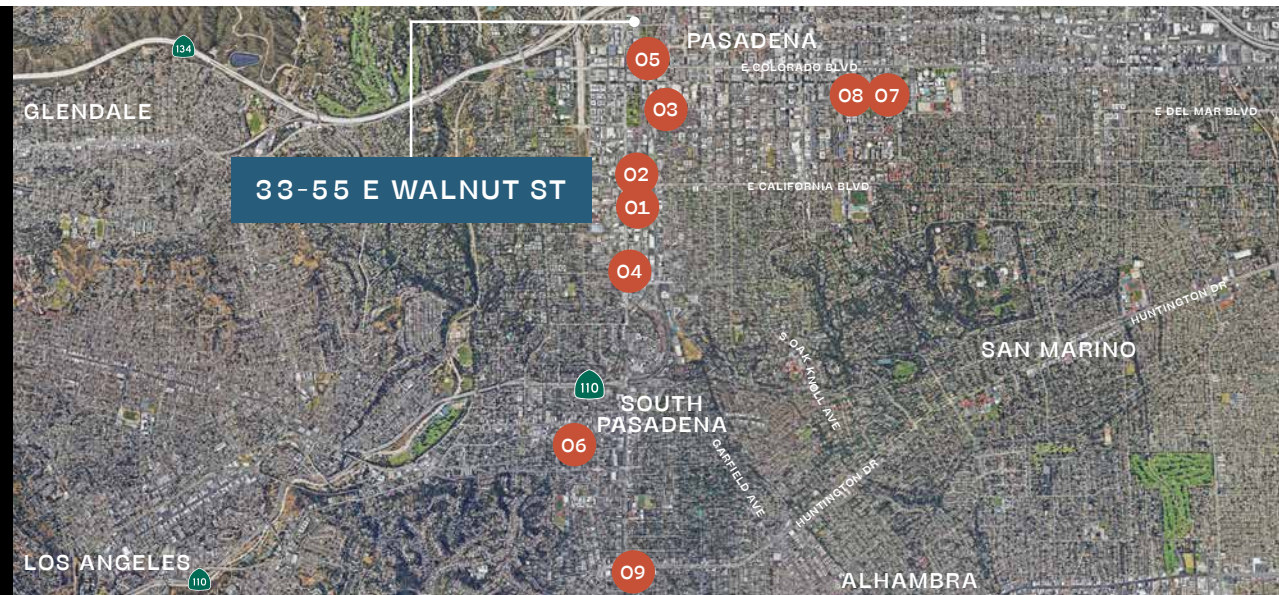 134
PASADENA
05
E COLORADO BLVD
08
07
GLENDALE
03
E DEL MAR BLVD
02
33-55 E WALNUT ST
E CALIFORNIA BLVD
01
04
HUNTINGTON DR
SAN MARINO
S OAK KNOLL AVE
110
SOUTH
PASADENA
06
GARFIELD AVE
HUNTINGTON DR
LOS ANGELES
110
09
ALHAMBRA